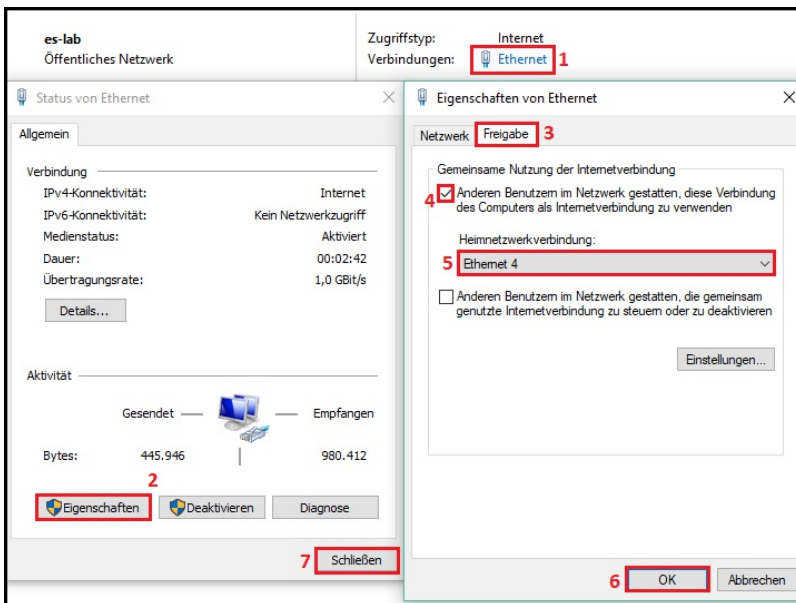 es-lab
Öffentliches Netzwerk
Zugriffstyp: Internet
Verbindungen: Ethernet 1
Status von Ethernet
Allgemein
Verbindung
IPv4-Konnektivität: Internet
IPv6-Konnektivität: Kein Netzwerkzugriff
Medienstatus: Aktiviert
Dauer: 00:02:42
Übertragungsrate: 1,0 GBit/s
Details...
Aktivität
Gesendet Empfangen
Bytes: 445.946 980.412
2
Eigenschaften Deaktivieren Diagnose
7 Schließen
Eigenschaften von Ethernet
Netzwerk Freigabe 3
Gemeinsame Nutzung der Internetverbindung
4 Anderen Benutzern im Netzwerk gestatten, diese Verbindung
des Computers als Internetverbindung zu verwenden
Heimnetzwerkverbindung:
5 Ethernet 4
Anderen Benutzern im Netzwerk gestatten, die gemeinsam
genutzte Internetverbindung zu steuern oder zu deaktivieren
Einstellungen...
6 OK Abbrechen